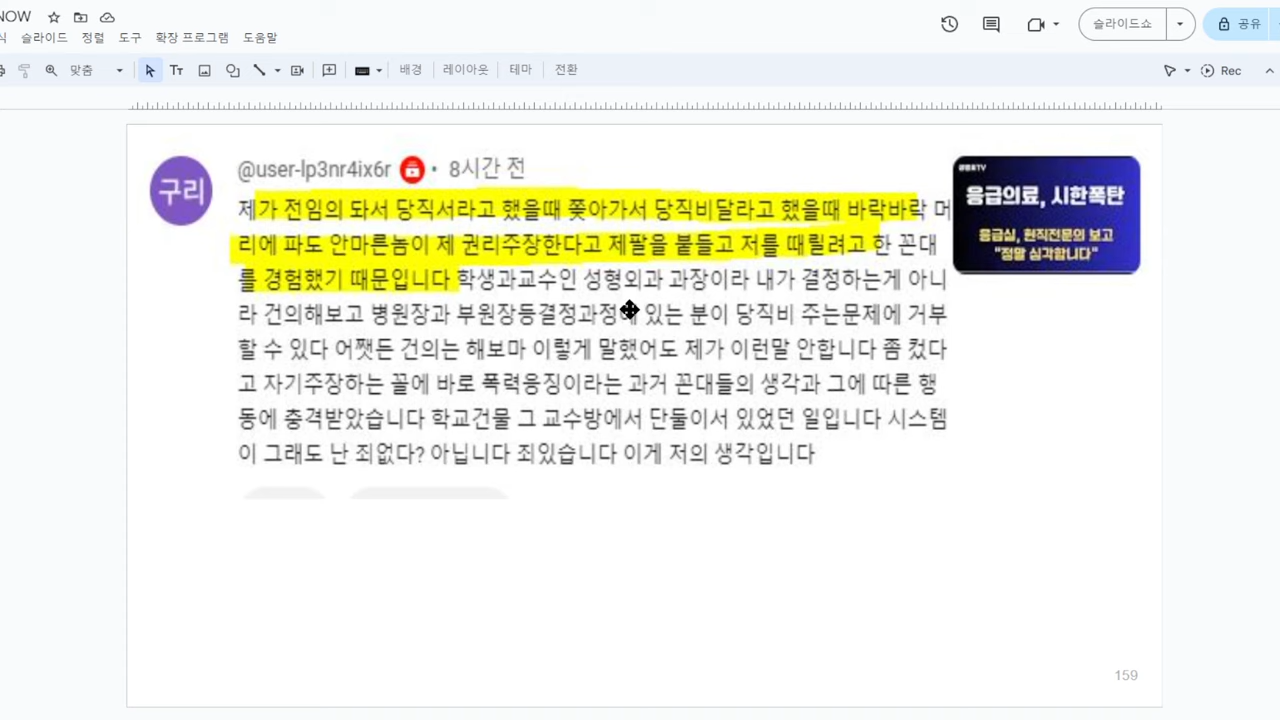 NOW
식 슬라이드 정렬 도구 확장 프로그램 도움말
슬라이드쇼
공유
맞춤
배경 레이아웃 테마 전환
Rec
구리
@user-lp3nr4ix6r • 8시간 전
제가 전임의 돠서 당직서라고 했을때 쫓아가서 당직비달라고 했을때 바락바락 머
리에 파도 안마른놈이 제 권리주장한다고 제팔을 붙들고 저를 때릴려고 한 꼰대
를 경험했기 때문입니다 학생과교수인 성형외과 과장이라 내가 결정하는게 아니
라 건의해보고 병원장과 부원장등결정과정에 있는 분이 당직비 주는문제에 거부
할 수 있다 어쨋든 건의는 해보마 이렇게 말했어도 제가 이런말 안합니다 좀 컸다
고 자기주장하는 꼴에 바로 폭력응징이라는 과거 꼰대들의 생각과 그에 따른 행
동에 충격받았습니다 학교건물 그 교수방에서 단둘이서 있었던 일입니다 시스템
이 그래도 난 죄없다? 아닙니다 죄있습니다 이게 저의 생각입니다
응급의료, 시한폭탄
응급실, 현직전문의 보고
"정말 심각합니다"
159